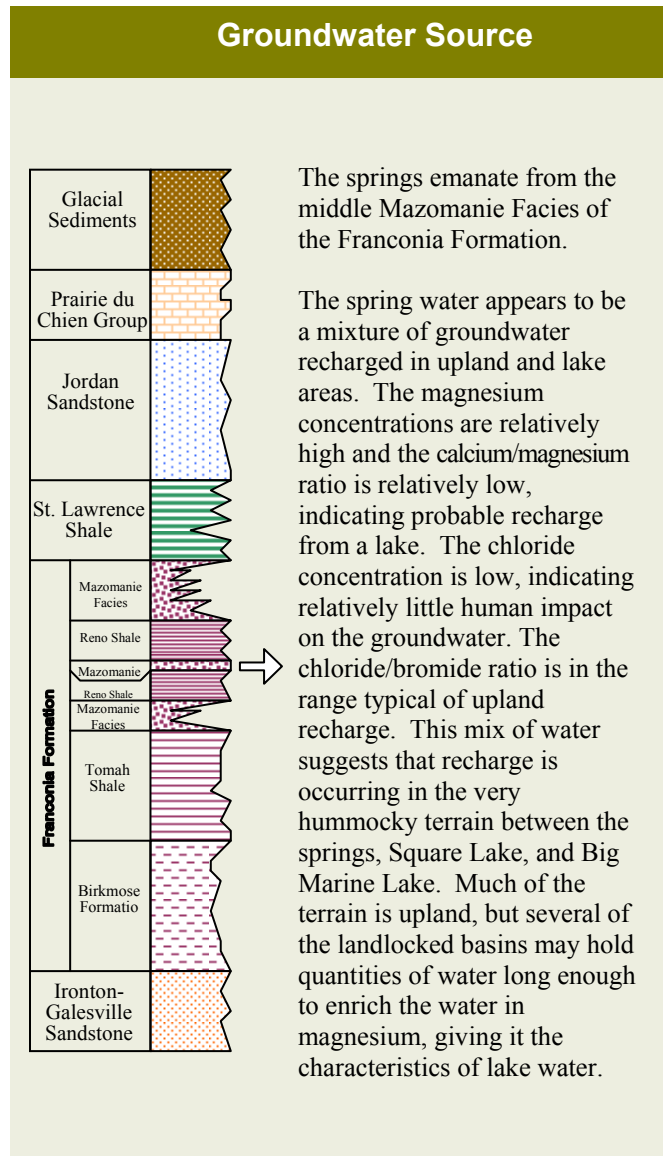 Groundwater Source
Glacial
Sediments
Prairie du
Chien Group
Jordan
Sandstone
St. Lawrence
Shale
Franconia Formation
Mazomanie
Facies
Reno Shale
Mazomanie
Reno Shale
Mazomanie
Facies
Tomah
Shale
Birkmose
Formatio
Ironton-
Galesville
Sandstone
The springs emanate from the
middle Mazomanie Facies of
the Franconia Formation.
The spring water appears to be
a mixture of groundwater
recharged in upland and lake
areas. The magnesium
concentrations are relatively
high and the calcium/magnesium
ratio is relatively low,
indicating probable recharge
from a lake. The chloride
concentration is low, indicating
relatively little human impact
on the groundwater. The
chloride/bromide ratio is in the
range typical of upland
recharge. This mix of water
suggests that recharge is
occurring in the very
hummocky terrain between the
springs, Square Lake, and Big
Marine Lake. Much of the
terrain is upland, but several of
the landlocked basins may hold
quantities of water long enough
to enrich the water in
magnesium, giving it the
characteristics of lake water.